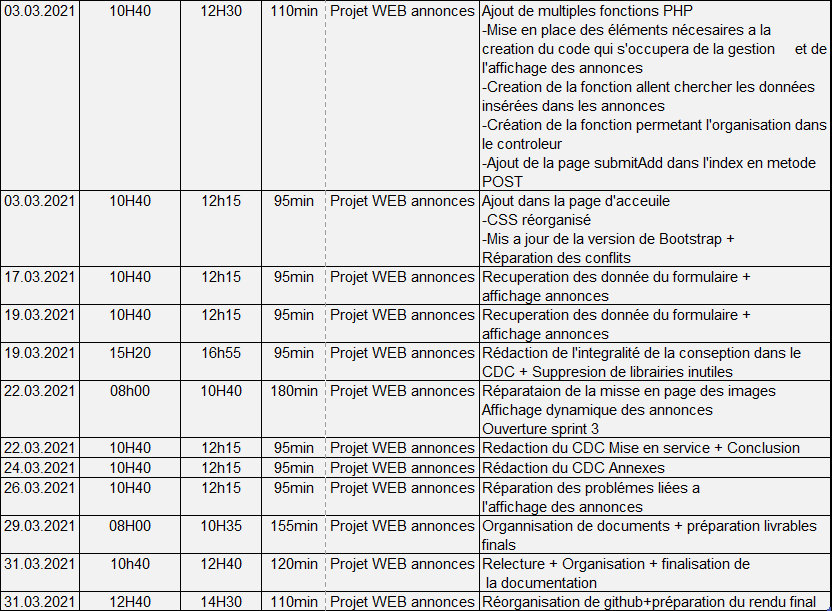 03.03.2021 10H40 12H30 110min Projet WEB annonces Ajout de multiples fonctions PHP
-Mise en place des éléments nécesaires a la
creation du code qui s'occupera de la gestion et de
l'affichage des annonces
-Creation de la fonction allent chercher les données
insérées dans les annonces
-Création de la fonction permetant l'organisation dans
le controleur
-Ajout de la page submitAdd dans l'index en metode
POST
03.03.2021 10H40 12h15 95min Projet WEB annonces Ajout dans la page d'acceuile
-CSS réorganisé
-Mis a jour de la version de Bootstrap +
Réparation des conflits
17.03.2021 10H40 12h15 95min Projet WEB annonces Recuperation des donnée du formulaire +
affichage annonces
19.03.2021 10H40 12h15 95min Projet WEB annonces Recuperation des donnée du formulaire +
affichage annonces
19.03.2021 15H20 16h55 95min Projet WEB annonces Rédaction de l'integralité de la conseption dans le
CDC + Suppresion de librairies inutiles
22.03.2021 08h00 10H40 180min Projet WEB annonces Réparataion de la misse en page des images
Affichage dynamique des annonces
Ouverture sprint 3
22.03.2021 10H40 12h15 95min Projet WEB annonces Redaction du CDC Mise en service + Conclusion
24.03.2021 10H40 12h15 95min Projet WEB annonces Rédaction du CDC Annexes
26.03.2021 10H40 12h15 95min Projet WEB annonces Réparation des problémes liées a
l'affichage des annonces
29.03.2021 08H00 10H35 155min Projet WEB annonces Organnisation de documents + préparation livrables
finals
31.03.2021 10h40 12H40 120min Projet WEB annonces Relecture + Organisation + finalisation de
la documentation
31.03.2021 12H40 14H30 110min Projet WEB annonces Réorganisation de github+préparation du rendu final